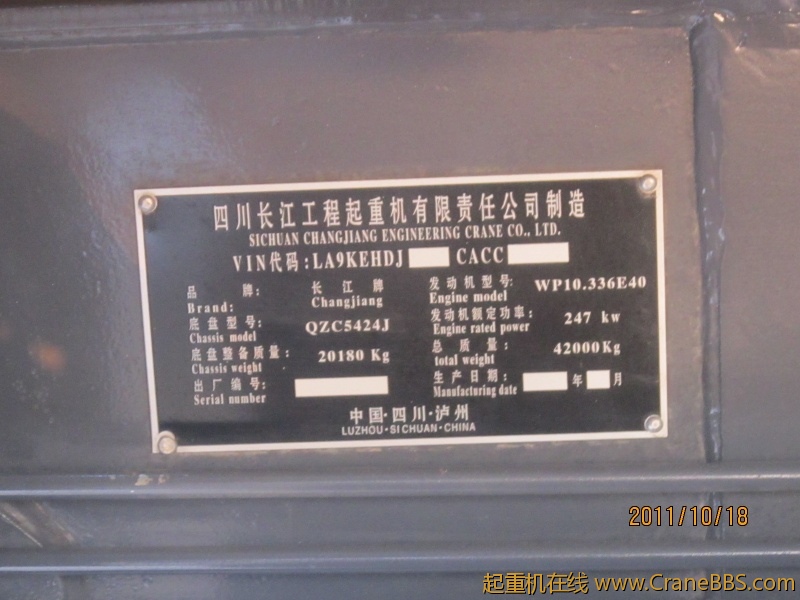 四川长江工程起重机有限责任公司制造
SICHUAN CHANGJIANG ENGINEERING CRANE CO., LTD.
VIN代码:LA9KEHDJ CACC
品 牌: 长 江 牌 发动机型号: WP10.336E40
Brand: Changjiang Engine model
底盘型号: QZC5424J 发动机额定功率: 247 kw
Chassis model Engine rated power
底盘整备质量: 20180 Kg 总 质 量: 42000Kg
Chassis weight total weight
出厂编号: 生产日期: 年 月
Serial number Manufacturing date
中国·四川·泸州
LUZHOU·SICHUAN·CHINA
2011/10/18
起重机在线 www.CraneBBS.com